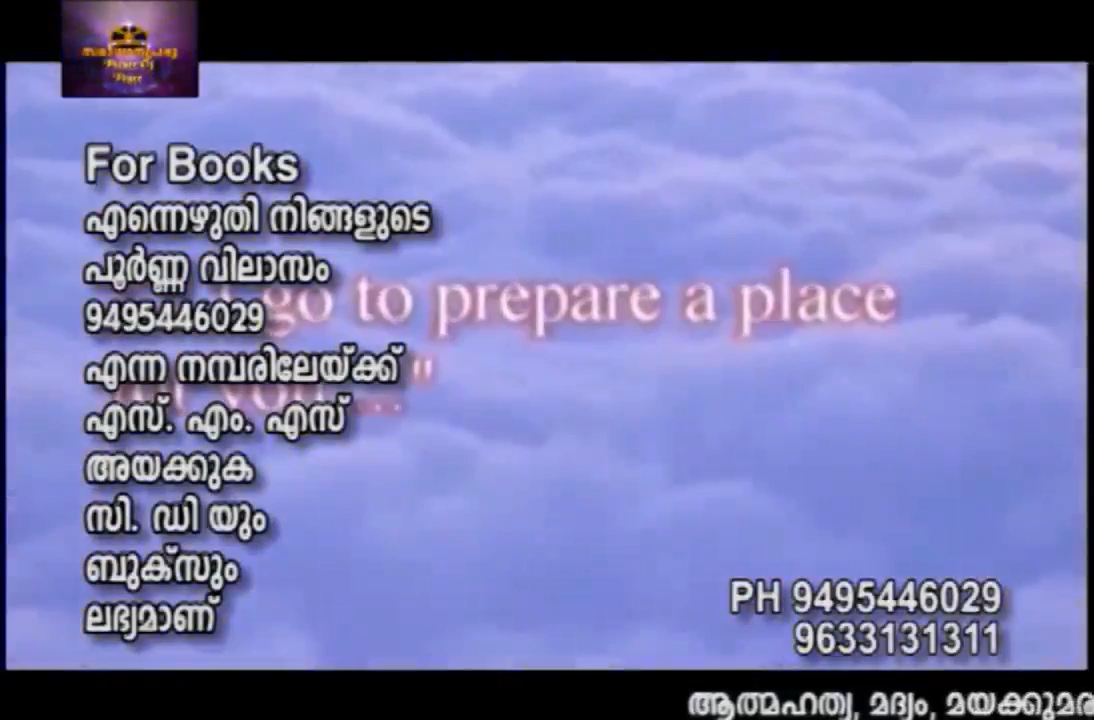 For Books
എന്നെഴുതി നിങ്ങളുടെ
പൂർണ്ണ വിലാസം
9495446029
എന്ന നമ്പരിലേയ്ക്ക്
എസ്. എം. എസ്
അയക്കുക
സി. ഡി യും
ബുക്സും
ലഭ്യമാണ്
go to prepare a place
you ... "
PH 9495446029
9633131311
ആത്മഹത്യ, മദ്യം,